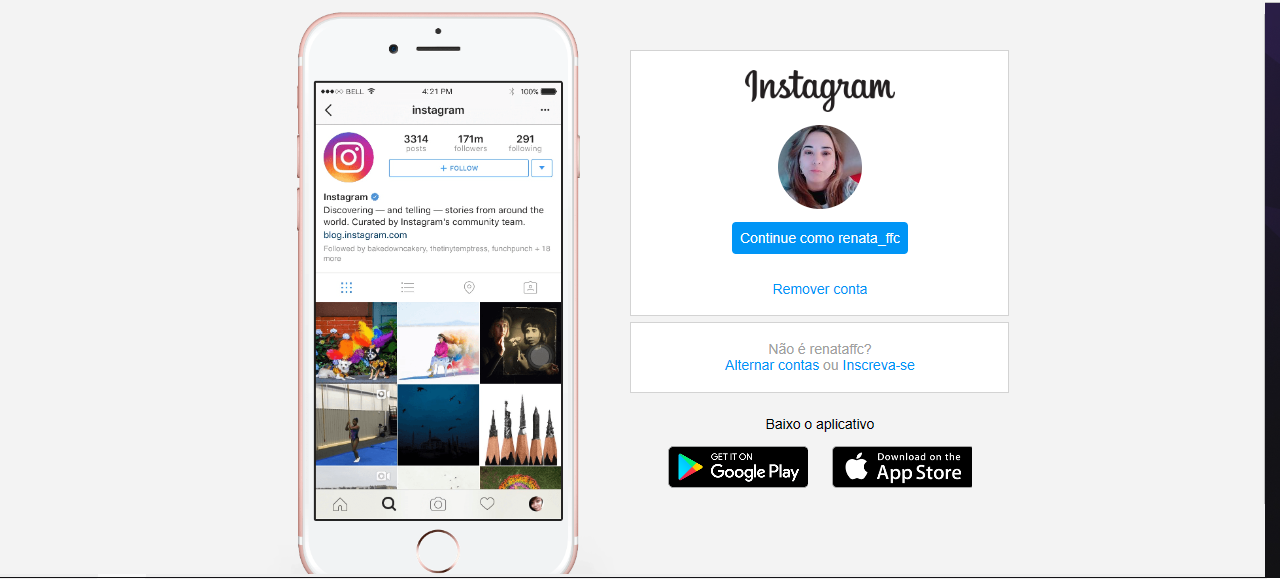 BELL 4:21 PM 100%
instagram
3314 171m 291
posts followers following
+ FOLLOW
Instagram
Discovering — and telling — stories from around the
world. Curated by Instagram's community team.
blog.instagram.com
Followed by bakedowncakery, thetinytemptress, funchpunch + 18
more
Instagram
Continue como renata_ffc
Remover conta
Não é renataffc?
Alternar contas ou Inscreva-se
Baixo o aplicativo
GET IT ON
Google Play
Download on the
App Store